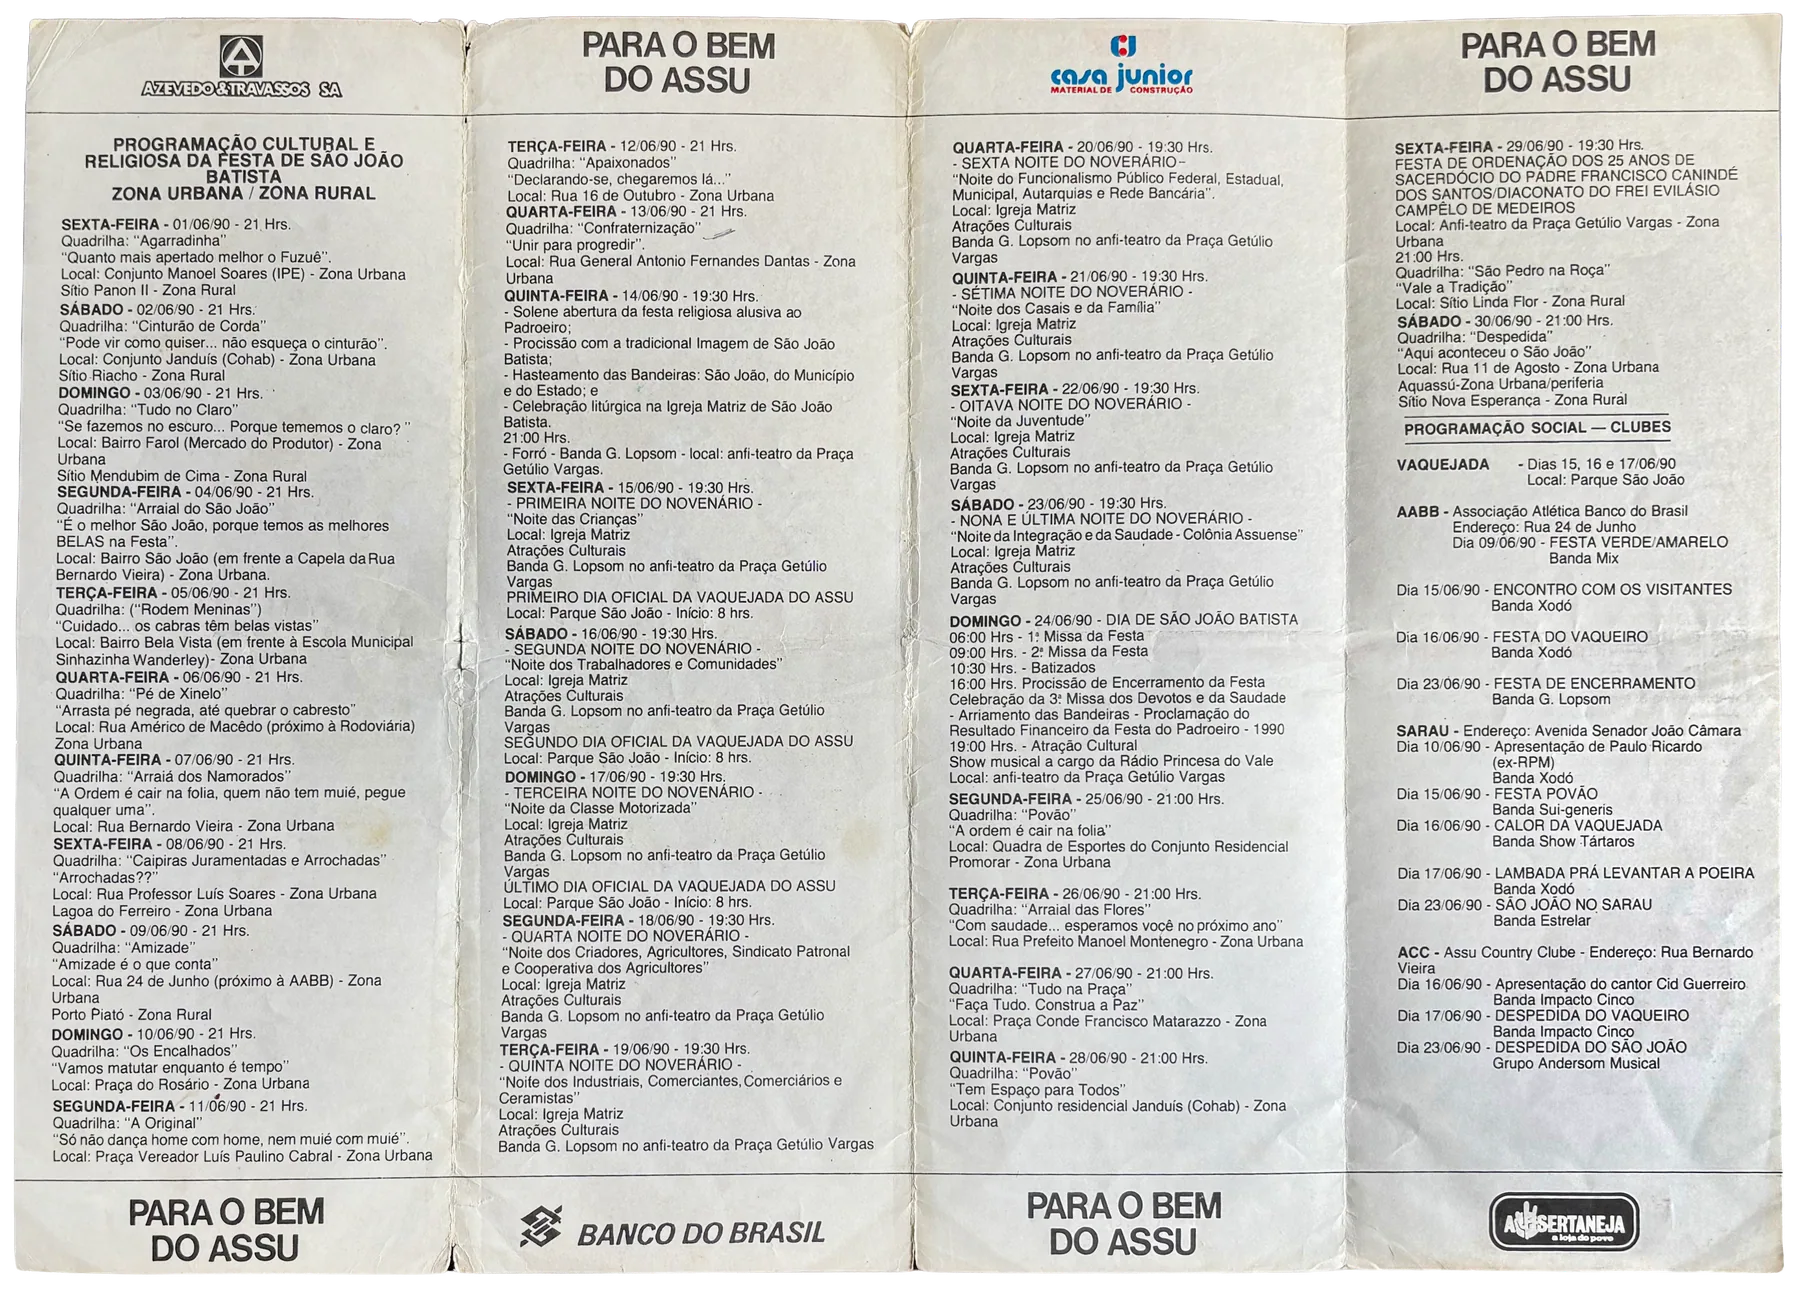 AZEVEDO & TRAVASSOS SA
PROGRAMAÇÃO CULTURAL E
RELIGIOSA DA FESTA DE SÃO JOÃO
BATISTA
ZONA URBANA / ZONA RURAL
SEXTA-FEIRA - 01/06/90 - 21 Hrs.
Quadrilha: “Agarradinha”
“Quanto mais apertado melhor o Fuzuê”.
Local: Conjunto Manoel Soares (IPE) - Zona Urbana
Sítio Panon II - Zona Rural
SÁBADO - 02/06/90 - 21 Hrs.
Quadrilha: “Cinturão de Corda”
“Pode vir como quiser... não esqueça o cinturão”.
Local: Conjunto Janduís (Cohab) - Zona Urbana
Sítio Riacho - Zona Rural
DOMINGO - 03/06/90 - 21 Hrs.
Quadrilha: “Tudo no Claro”
“Se fazemos no escuro... Porque tememos o claro? ”
Local: Bairro Farol (Mercado do Produtor) - Zona
Urbana
Sítio Mendubim de Cima - Zona Rural
SEGUNDA-FEIRA - 04/06/90 - 21 Hrs.
Quadrilha: “Arraial do São João”
“É o melhor São João, porque temos as melhores
BELAS na Festa”.
Local: Bairro São João (em frente a Capela da Rua
Bernardo Vieira) - Zona Urbana.
TERÇA-FEIRA - 05/06/90 - 21 Hrs.
Quadrilha: (“Rodem Meninas”)
“Cuidado... os cabras têm belas vistas”
Local: Bairro Bela Vista (em frente à Escola Municipal
Sinhazinha Wanderley)- Zona Urbana
QUARTA-FEIRA - 06/06/90 - 21 Hrs.
Quadrilha: “Pé de Xinelo”
“Arrasta pé negrada, até quebrar o cabresto”
Local: Rua Américo de Macêdo (próximo à Rodoviária)
Zona Urbana
QUINTA-FEIRA - 07/06/90 - 21 Hrs.
Quadrilha: “Arraiá dos Namorados”
“A Ordem é cair na folia, quem não tem muié, pegue
qualquer uma”.
Local: Rua Bernardo Vieira - Zona Urbana
SEXTA-FEIRA - 08/06/90 - 21 Hrs.
Quadrilha: “Caipiras Juramentadas e Arrochadas”
“Arrochadas??”
Local: Rua Professor Luís Soares - Zona Urbana
Lagoa do Ferreiro - Zona Urbana
SÁBADO - 09/06/90 - 21 Hrs.
Quadrilha: “Amizade”
“Amizade é o que conta”
Local: Rua 24 de Junho (próximo à AABB) - Zona
Urbana
Porto Piató - Zona Rural
DOMINGO - 10/06/90 - 21 Hrs.
Quadrilha: “Os Encalhados”
“Vamos matutar enquanto é tempo”
Local: Praça do Rosário - Zona Urbana
SEGUNDA-FEIRA - 11/06/90 - 21 Hrs.
Quadrilha: “A Original”
“Só não dança home com home, nem muié com muié”.
Local: Praça Vereador Luís Paulino Cabral - Zona Urbana
PARA O BEM
DO ASSU
PARA O BEM
DO ASSU
TERÇA-FEIRA - 12/06/90 - 21 Hrs.
Quadrilha: “Apaixonados”
“Declarando-se, chegaremos lá...”
Local: Rua 16 de Outubro - Zona Urbana
QUARTA-FEIRA - 13/06/90 - 21 Hrs.
Quadrilha: “Confraternização”
“Unir para progredir”.
Local: Rua General Antonio Fernandes Dantas - Zona
Urbana
QUINTA-FEIRA - 14/06/90 - 19:30 Hrs.
- Solene abertura da festa religiosa alusiva ao
Padroeiro;
- Procissão com a tradicional Imagem de São João
Batista;
- Hasteamento das Bandeiras: São João, do Município
e do Estado; e
- Celebração litúrgica na Igreja Matriz de São João
Batista.
21:00 Hrs.
- Forró - Banda G. Lopsom - local: anfi-teatro da Praça
Getúlio Vargas.
SEXTA-FEIRA - 15/06/90 - 19:30 Hrs.
- PRIMEIRA NOITE DO NOVENÁRIO -
“Noite das Crianças”
Local: Igreja Matriz
Atrações Culturais
Banda G. Lopsom no anfi-teatro da Praça Getúlio
Vargas
PRIMEIRO DIA OFICIAL DA VAQUEJADA DO ASSU
Local: Parque São João - Início: 8 hrs.
SÁBADO - 16/06/90 - 19:30 Hrs.
- SEGUNDA NOITE DO NOVENÁRIO -
“Noite dos Trabalhadores e Comunidades”
Local: Igreja Matriz
Atrações Culturais
Banda G. Lopsom no anfi-teatro da Praça Getúlio
Vargas
SEGUNDO DIA OFICIAL DA VAQUEJADA DO ASSU
Local: Parque São João - Início: 8 hrs.
DOMINGO - 17/06/90 - 19:30 Hrs.
- TERCEIRA NOITE DO NOVENÁRIO -
“Noite da Classe Motorizada”
Local: Igreja Matriz
Atrações Culturais
Banda G. Lopsom no anfi-teatro da Praça Getúlio
Vargas
ÚLTIMO DIA OFICIAL DA VAQUEJADA DO ASSU
Local: Parque São João - Início: 8 hrs.
SEGUNDA-FEIRA - 18/06/90 - 19:30 Hrs.
- QUARTA NOITE DO NOVERÁRIO -
“Noite dos Criadores, Agricultores, Sindicato Patronal
e Cooperativa dos Agricultores”
Local: Igreja Matriz
Atrações Culturais
Banda G. Lopsom no anfi-teatro da Praça Getúlio
Vargas
TERÇA-FEIRA - 19/06/90 - 19:30 Hrs.
- QUINTA NOITE DO NOVERÁRIO -
“Noite dos Industriais, Comerciantes, Comerciários e
Ceramistas”
Local: Igreja Matriz
Atrações Culturais
Banda G. Lopsom no anfi-teatro da Praça Getúlio Vargas
BANCO DO BRASIL
CJ
casa junior
MATERIAL DE CONSTRUÇÃO
QUARTA-FEIRA - 20/06/90 - 19:30 Hrs.
- SEXTA NOITE DO NOVERÁRIO -
“Noite do Funcionalismo Público Federal, Estadual,
Municipal, Autarquias e Rede Bancária”.
Local: Igreja Matriz
Atrações Culturais
Banda G. Lopsom no anfi-teatro da Praça Getúlio
Vargas
QUINTA-FEIRA - 21/06/90 - 19:30 Hrs.
- SÉTIMA NOITE DO NOVERÁRIO -
“Noite dos Casais e da Família”
Local: Igreja Matriz
Atrações Culturais
Banda G. Lopsom no anfi-teatro da Praça Getúlio
Vargas
SEXTA-FEIRA - 22/06/90 - 19:30 Hrs.
- OITAVA NOITE DO NOVERÁRIO -
“Noite da Juventude”
Local: Igreja Matriz
Atrações Culturais
Banda G. Lopsom no anfi-teatro da Praça Getúlio
Vargas
SÁBADO - 23/06/90 - 19:30 Hrs.
- NONA E ÚLTIMA NOITE DO NOVERÁRIO -
“Noite da Integração e da Saudade - Colônia Assuense”
Local: Igreja Matriz
Atrações Culturais
Banda G. Lopsom no anfi-teatro da Praça Getúlio
Vargas
DOMINGO - 24/06/90 - DIA DE SÃO JOÃO BATISTA
06:00 Hrs - 1ª Missa da Festa
09:00 Hrs. - 2ª Missa da Festa
10:30 Hrs. - Batizados
16:00 Hrs. Procissão de Encerramento da Festa
Celebração da 3ª Missa dos Devotos e da Saudade
- Arriamento das Bandeiras - Proclamação do
Resultado Financeiro da Festa do Padroeiro - 1990
19:00 Hrs. - Atração Cultural
Show musical a cargo da Rádio Princesa do Vale
Local: anfi-teatro da Praça Getúlio Vargas
SEGUNDA-FEIRA - 25/06/90 - 21:00 Hrs.
Quadrilha: “Povão”
“A ordem é cair na folia”
Local: Quadra de Esportes do Conjunto Residencial
Promorar - Zona Urbana
TERÇA-FEIRA - 26/06/90 - 21:00 Hrs.
Quadrilha: “Arraial das Flores”
“Com saudade... esperamos você no próximo ano”
Local: Rua Prefeito Manoel Montenegro - Zona Urbana
QUARTA-FEIRA - 27/06/90 - 21:00 Hrs.
Quadrilha: “Tudo na Praça”
“Faça Tudo. Construa a Paz”
Local: Praça Conde Francisco Matarazzo - Zona
Urbana
QUINTA-FEIRA - 28/06/90 - 21:00 Hrs.
Quadrilha: “Povão”
“Tem Espaço para Todos”
Local: Conjunto residencial Janduís (Cohab) - Zona
Urbana
PARA O BEM
DO ASSU
PARA O BEM
DO ASSU
SEXTA-FEIRA - 29/06/90 - 19:30 Hrs.
FESTA DE ORDENAÇÃO DOS 25 ANOS DE
SACERDÓCIO DO PADRE FRANCISCO CANINDÉ
DOS SANTOS/DIACONATO DO FREI EVILÁSIO
CAMPÊLO DE MEDEIROS
Local: Anfi-teatro da Praça Getúlio Vargas - Zona
Urbana
21:00 Hrs.
Quadrilha: “São Pedro na Roça”
“Vale a Tradição”
Local: Sítio Linda Flor - Zona Rural
SÁBADO - 30/06/90 - 21:00 Hrs.
Quadrilha: “Despedida”
“Aqui aconteceu o São João”
Local: Rua 11 de Agosto - Zona Urbana
Aquassú-Zona Urbana/periferia
Sítio Nova Esperança - Zona Rural
PROGRAMAÇÃO SOCIAL — CLUBES
VAQUEJADA - Dias 15, 16 e 17/06/90
Local: Parque São João
AABB - Associação Atlética Banco do Brasil
Endereço: Rua 24 de Junho
Dia 09/06/90 - FESTA VERDE/AMARELO
Banda Mix
Dia 15/06/90 - ENCONTRO COM OS VISITANTES
Banda Xodó
Dia 16/06/90 - FESTA DO VAQUEIRO
Banda Xodó
Dia 23/06/90 - FESTA DE ENCERRAMENTO
Banda G. Lopsom
SARAU - Endereço: Avenida Senador João Câmara
Dia 10/06/90 - Apresentação de Paulo Ricardo
(ex-RPM)
Banda Xodó
Dia 15/06/90 - FESTA POVÃO
Banda Sui-generis
Dia 16/06/90 - CALOR DA VAQUEJADA
Banda Show Tártaros
Dia 17/06/90 - LAMBADA PRÁ LEVANTAR A POEIRA
Banda Xodó
Dia 23/06/90 - SÃO JOÃO NO SARAU
Banda Estrelar
ACC - Assu Country Clube - Endereço: Rua Bernardo
Vieira
Dia 16/06/90 - Apresentação do cantor Cid Guerreiro
Banda Impacto Cinco
Dia 17/06/90 - DESPEDIDA DO VAQUEIRO
Banda Impacto Cinco
Dia 23/06/90 - DESPEDIDA DO SÃO JOÃO
Grupo Andersom Musical
A SERTANEJA
a loja do povo